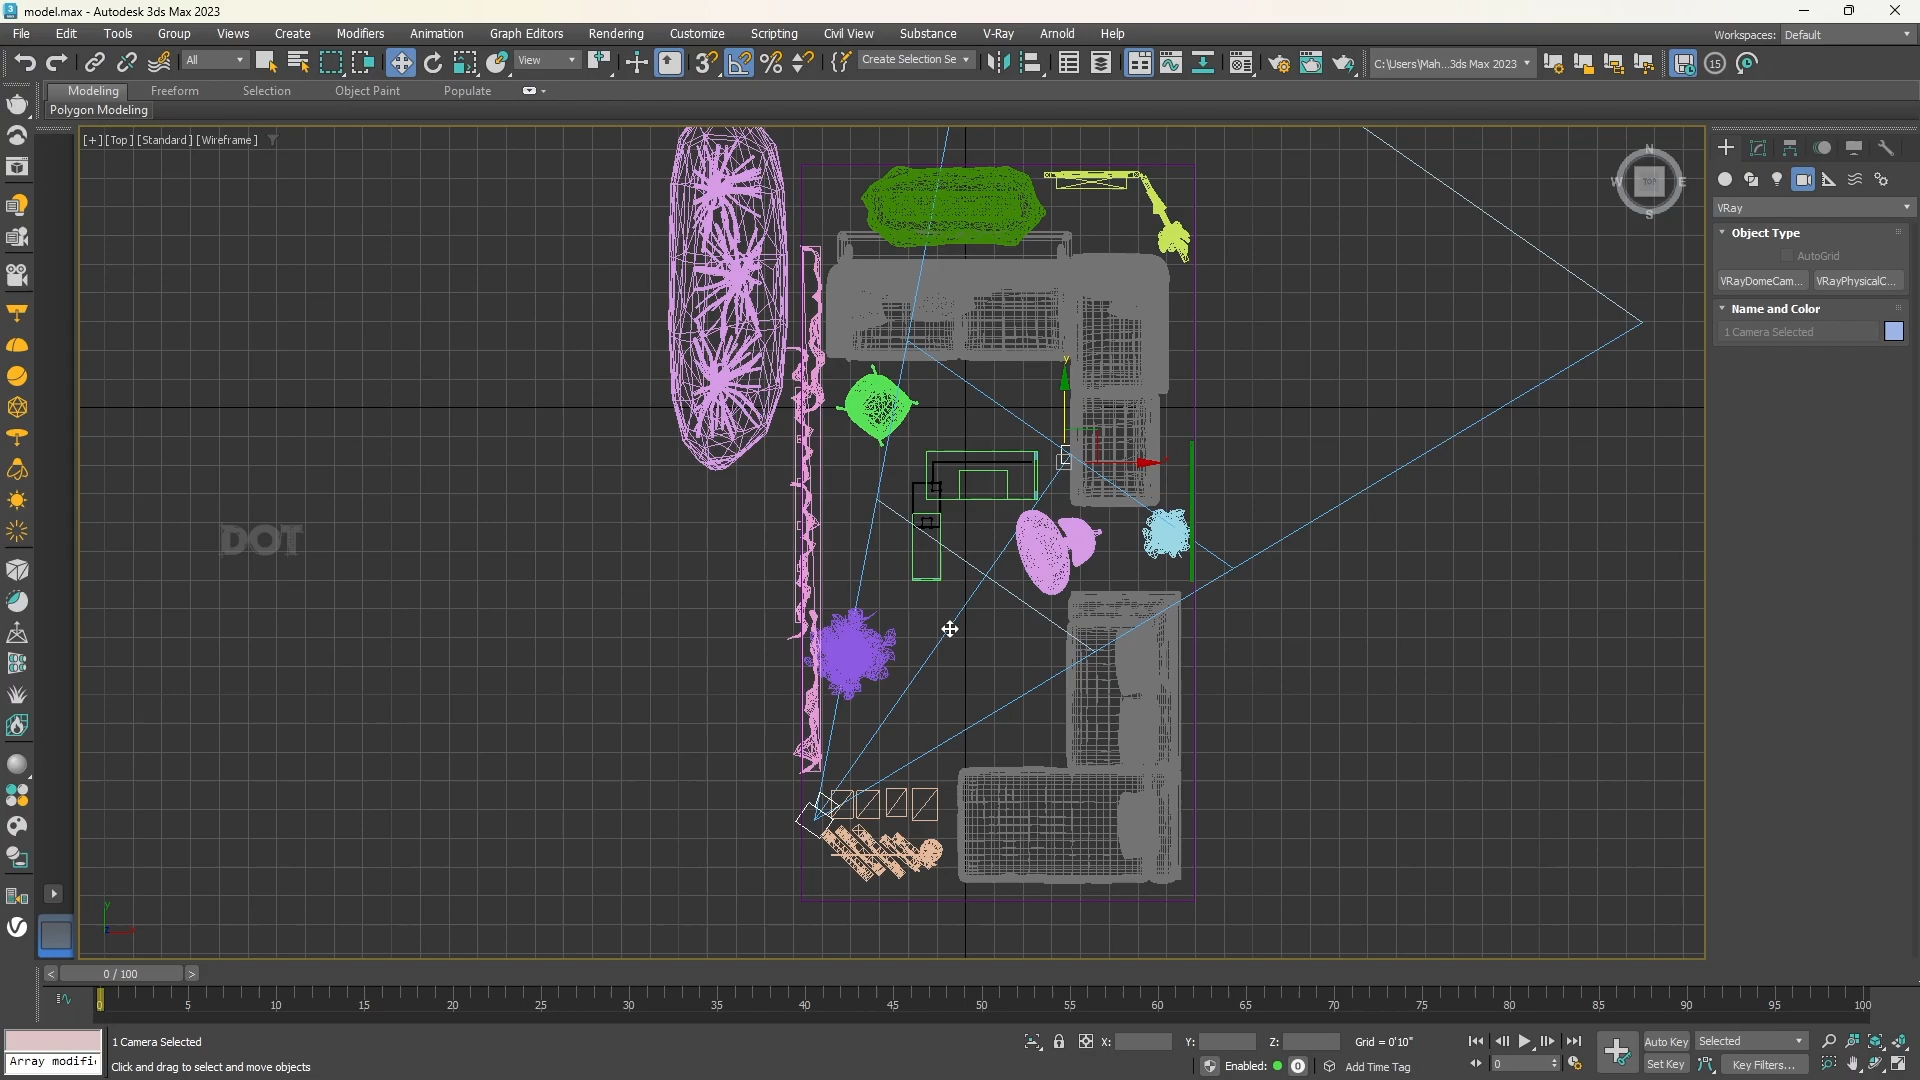 model.max - Autodesk 3ds Max 2023
File Edit Tools Group Views Create Modifiers Animation Graph Editors Rendering Customize Scripting Civil View Substance V-Ray Arnold Help
Workspaces: Default
All View Create Selection Se C:\Users\Mah...3ds Max 2023 15
Modeling Freeform Selection Object Paint Populate
Polygon Modeling
[+] [Top] [Standard] [Wireframe]
N
W TOP E
S
VRay
Object Type
AutoGrid
VRayDomeCam... VRayPhysicalC...
Name and Color
1 Camera Selected
y
DOT
y
0 / 100
0 5 10 15 20 25 30 35 40 45 50 55 60 65 70 75 80 85 90 95 100
1 Camera Selected
X: Y: Z: Grid = 0'10"
Auto Key Selected
Array modifi
Click and drag to select and move objects
Enabled: 0 Add Time Tag
0
Set Key Key Filters...